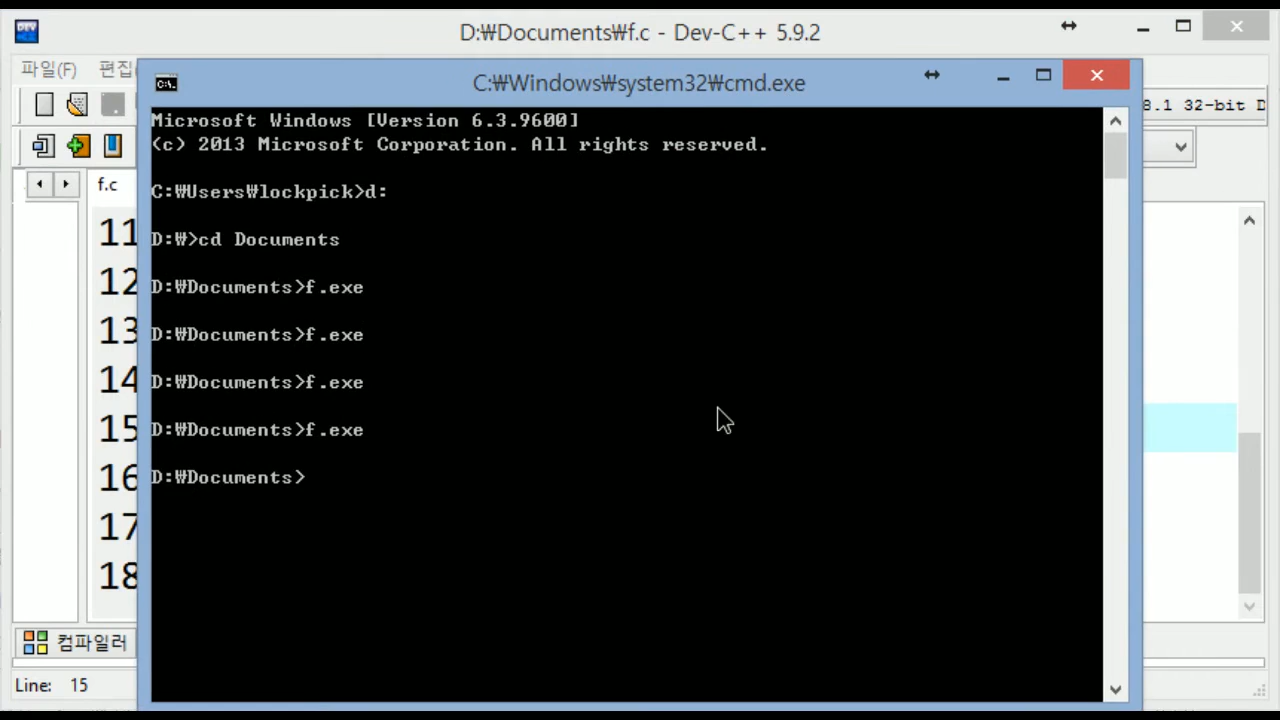 DEV
D:₩Documents₩f.c - Dev-C++ 5.9.2
파일(F) 편집
C:\.
C:₩Windows₩system32₩cmd.exe
8.1 32-bit D
f.c
Microsoft Windows [Version 6.3.9600]
(c) 2013 Microsoft Corporation. All rights reserved.
C:₩Users₩lockpick>d:
D:₩>cd Documents
D:₩Documents>f.exe
D:₩Documents>f.exe
D:₩Documents>f.exe
D:₩Documents>f.exe
D:₩Documents>
11
12
13
14
15
16
17
18
컴파일러
Line: 15